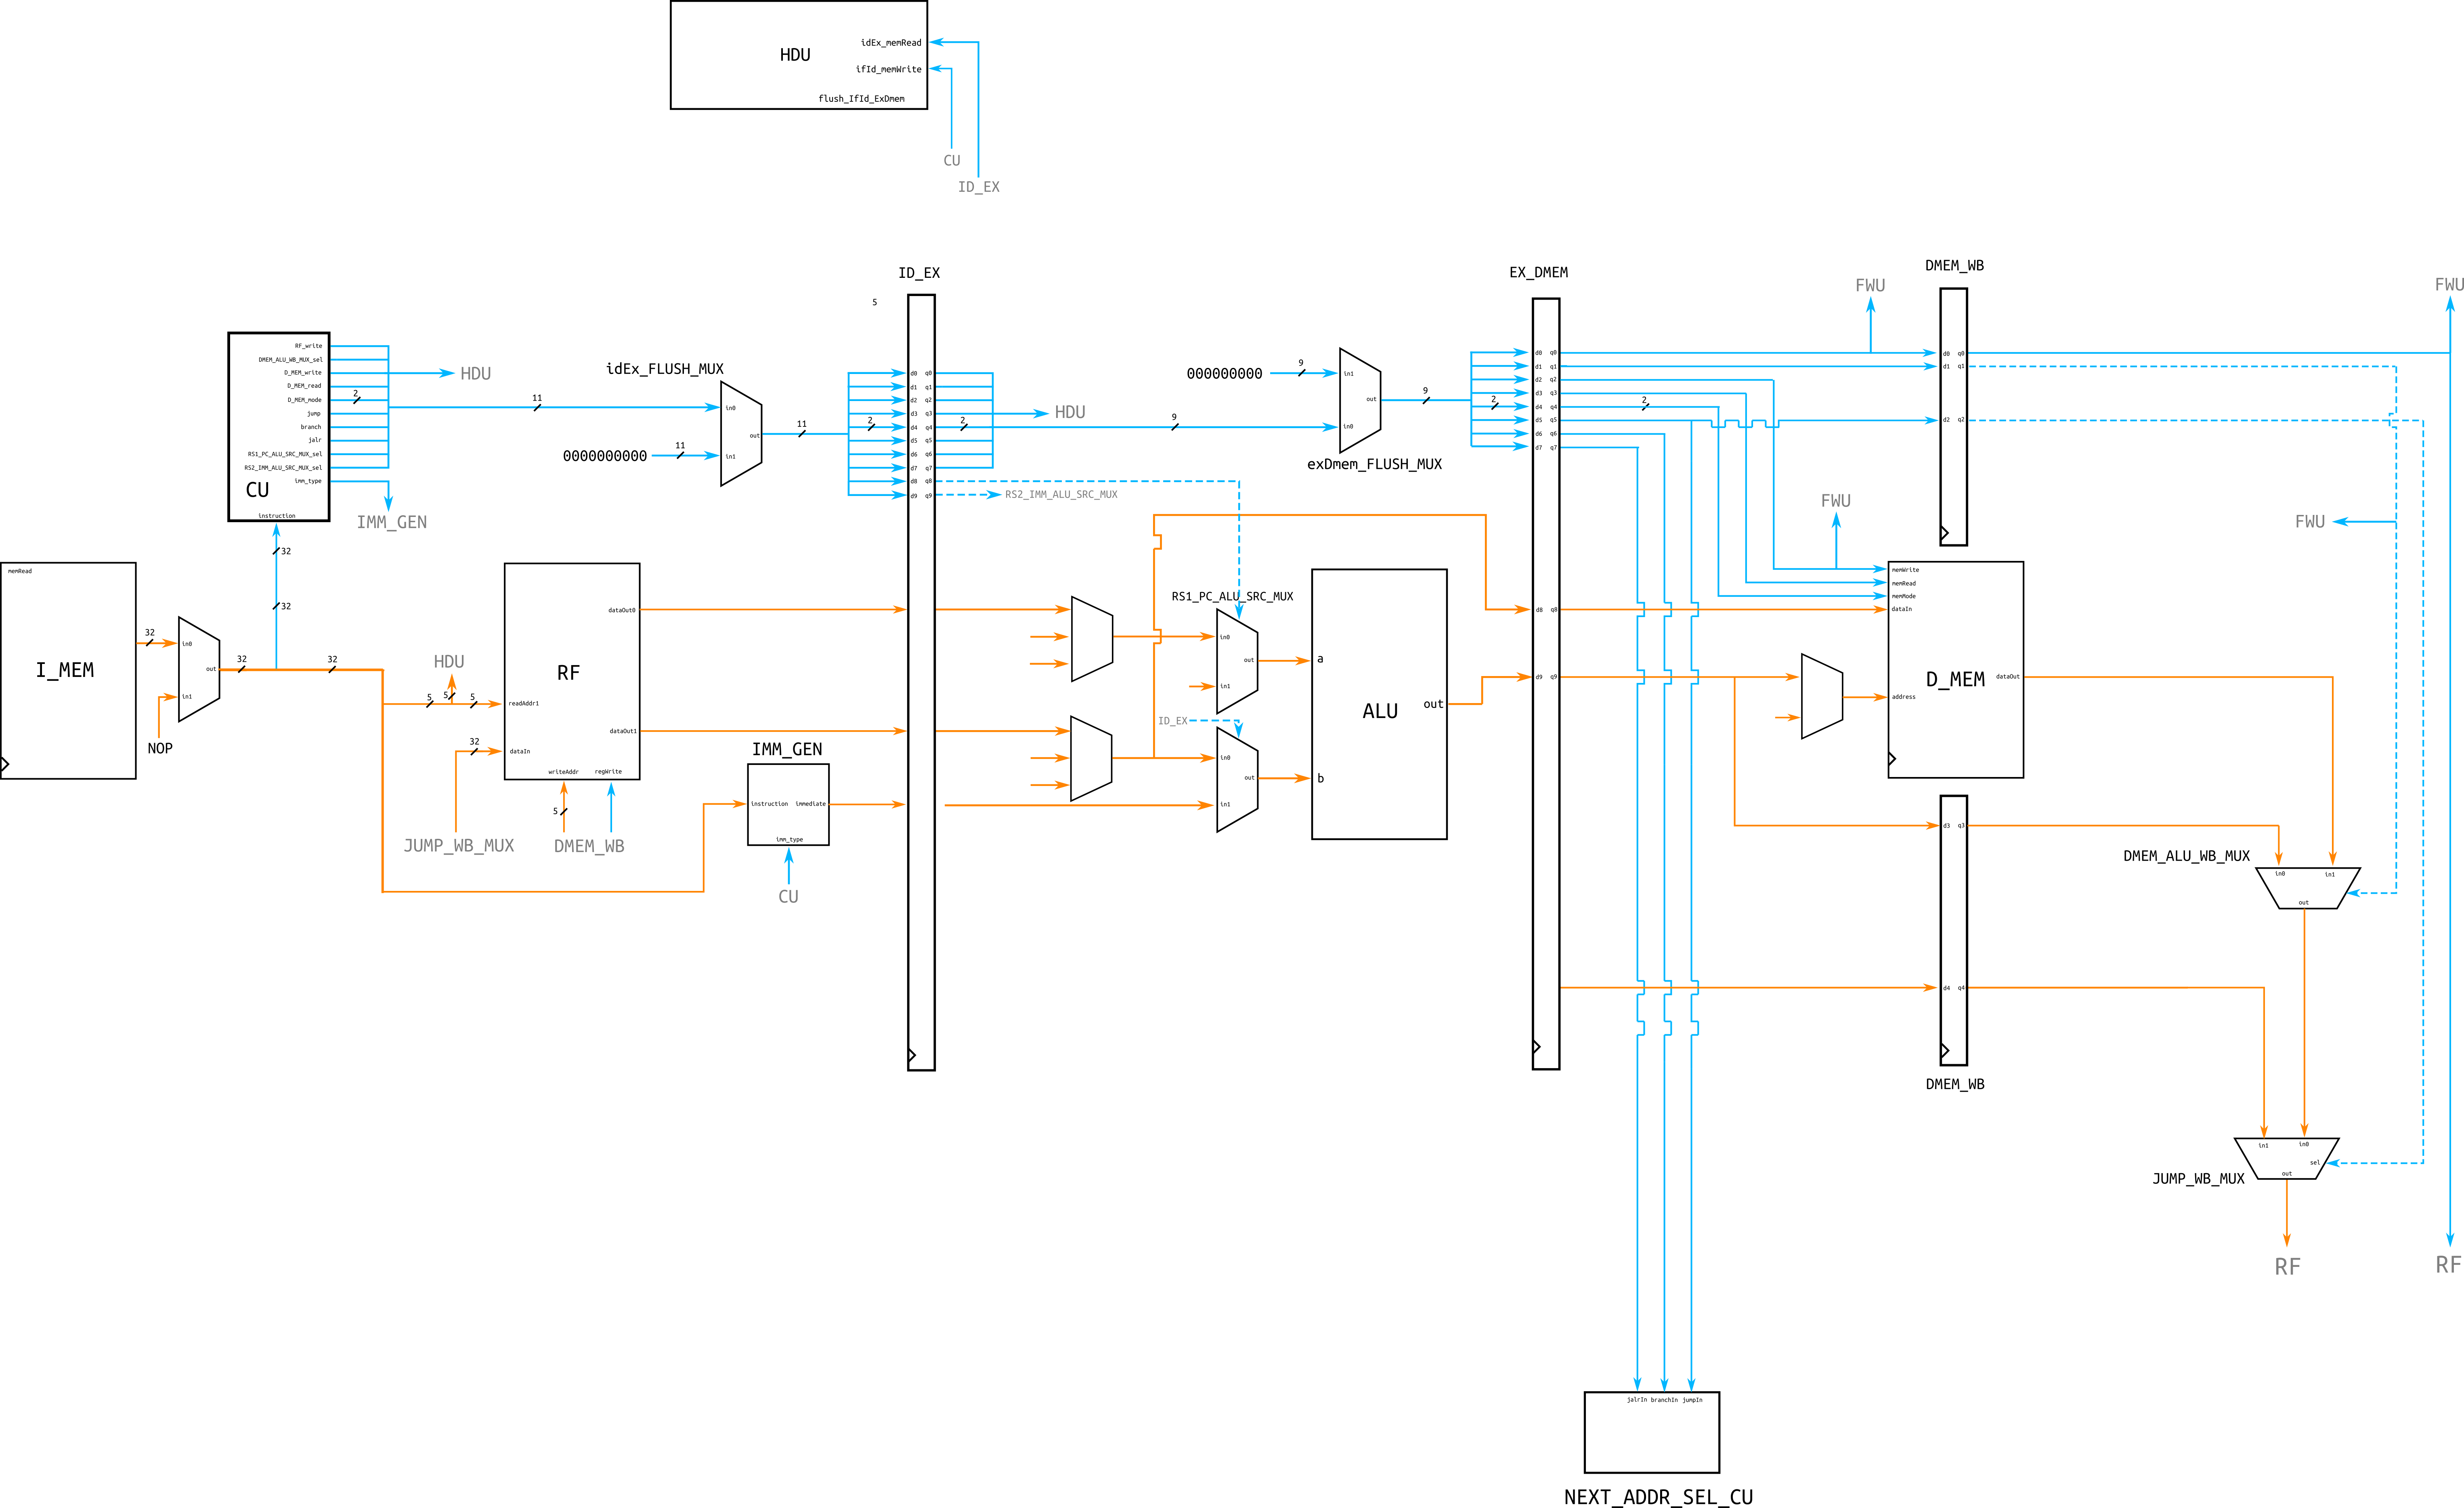 HDU
idEx_memRead
ifId_memWrite
flush_IfId_ExDmem
CU
ID_EX
ID_EX
5
EX_DMEM
DMEM_WB
FWU
FWU
CU
RF_write
DMEM_ALU_WB_MUX_sel
D_MEM_write
D_MEM_read
D_MEM_mode
jump
branch
jalr
RS1_PC_ALU_SRC_MUX_sel
RS2_IMM_ALU_SRC_MUX_sel
imm_type
instruction
2
HDU
IMM_GEN
32
32
idEx_FLUSH_MUX
11
in0
out
in1
11
0000000000
11
2
d0 q0
d1 q1
d2 q2
d3 q3
d4 q4
d5 q5
d6 q6
d7 q7
d8 q8
d9 q9
HDU
2
9
RS2_IMM_ALU_SRC_MUX
000000000
9
in1
out
in0
exDmem_FLUSH_MUX
9
2
d0 q0
d1 q1
d2 q2
d3 q3
d4 q4
d5 q5
d6 q6
d7 q7
d8 q8
d9 q9
2
d0 q0
d1 q1
d2 q2
FWU
FWU
memRead
I_MEM
32
in0
out
in1
NOP
32
32
HDU
5
5
5
32
RF
dataOut0
readAddr1
dataOut1
dataIn
writeAddr
regWrite
5
JUMP_WB_MUX
DMEM_WB
IMM_GEN
instruction
immediate
imm_type
CU
RS1_PC_ALU_SRC_MUX
in0
out
in1
ID_EX
in0
out
in1
a
ALU
out
b
memWrite
memRead
memMode
dataIn
D_MEM
dataOut
address
d3 q3
d4 q4
DMEM_WB
DMEM_ALU_WB_MUX
in0
in1
out
in1
in0
sel
out
JUMP_WB_MUX
RF
RF
jalrIn
branchIn
jumpIn
NEXT_ADDR_SEL_CU